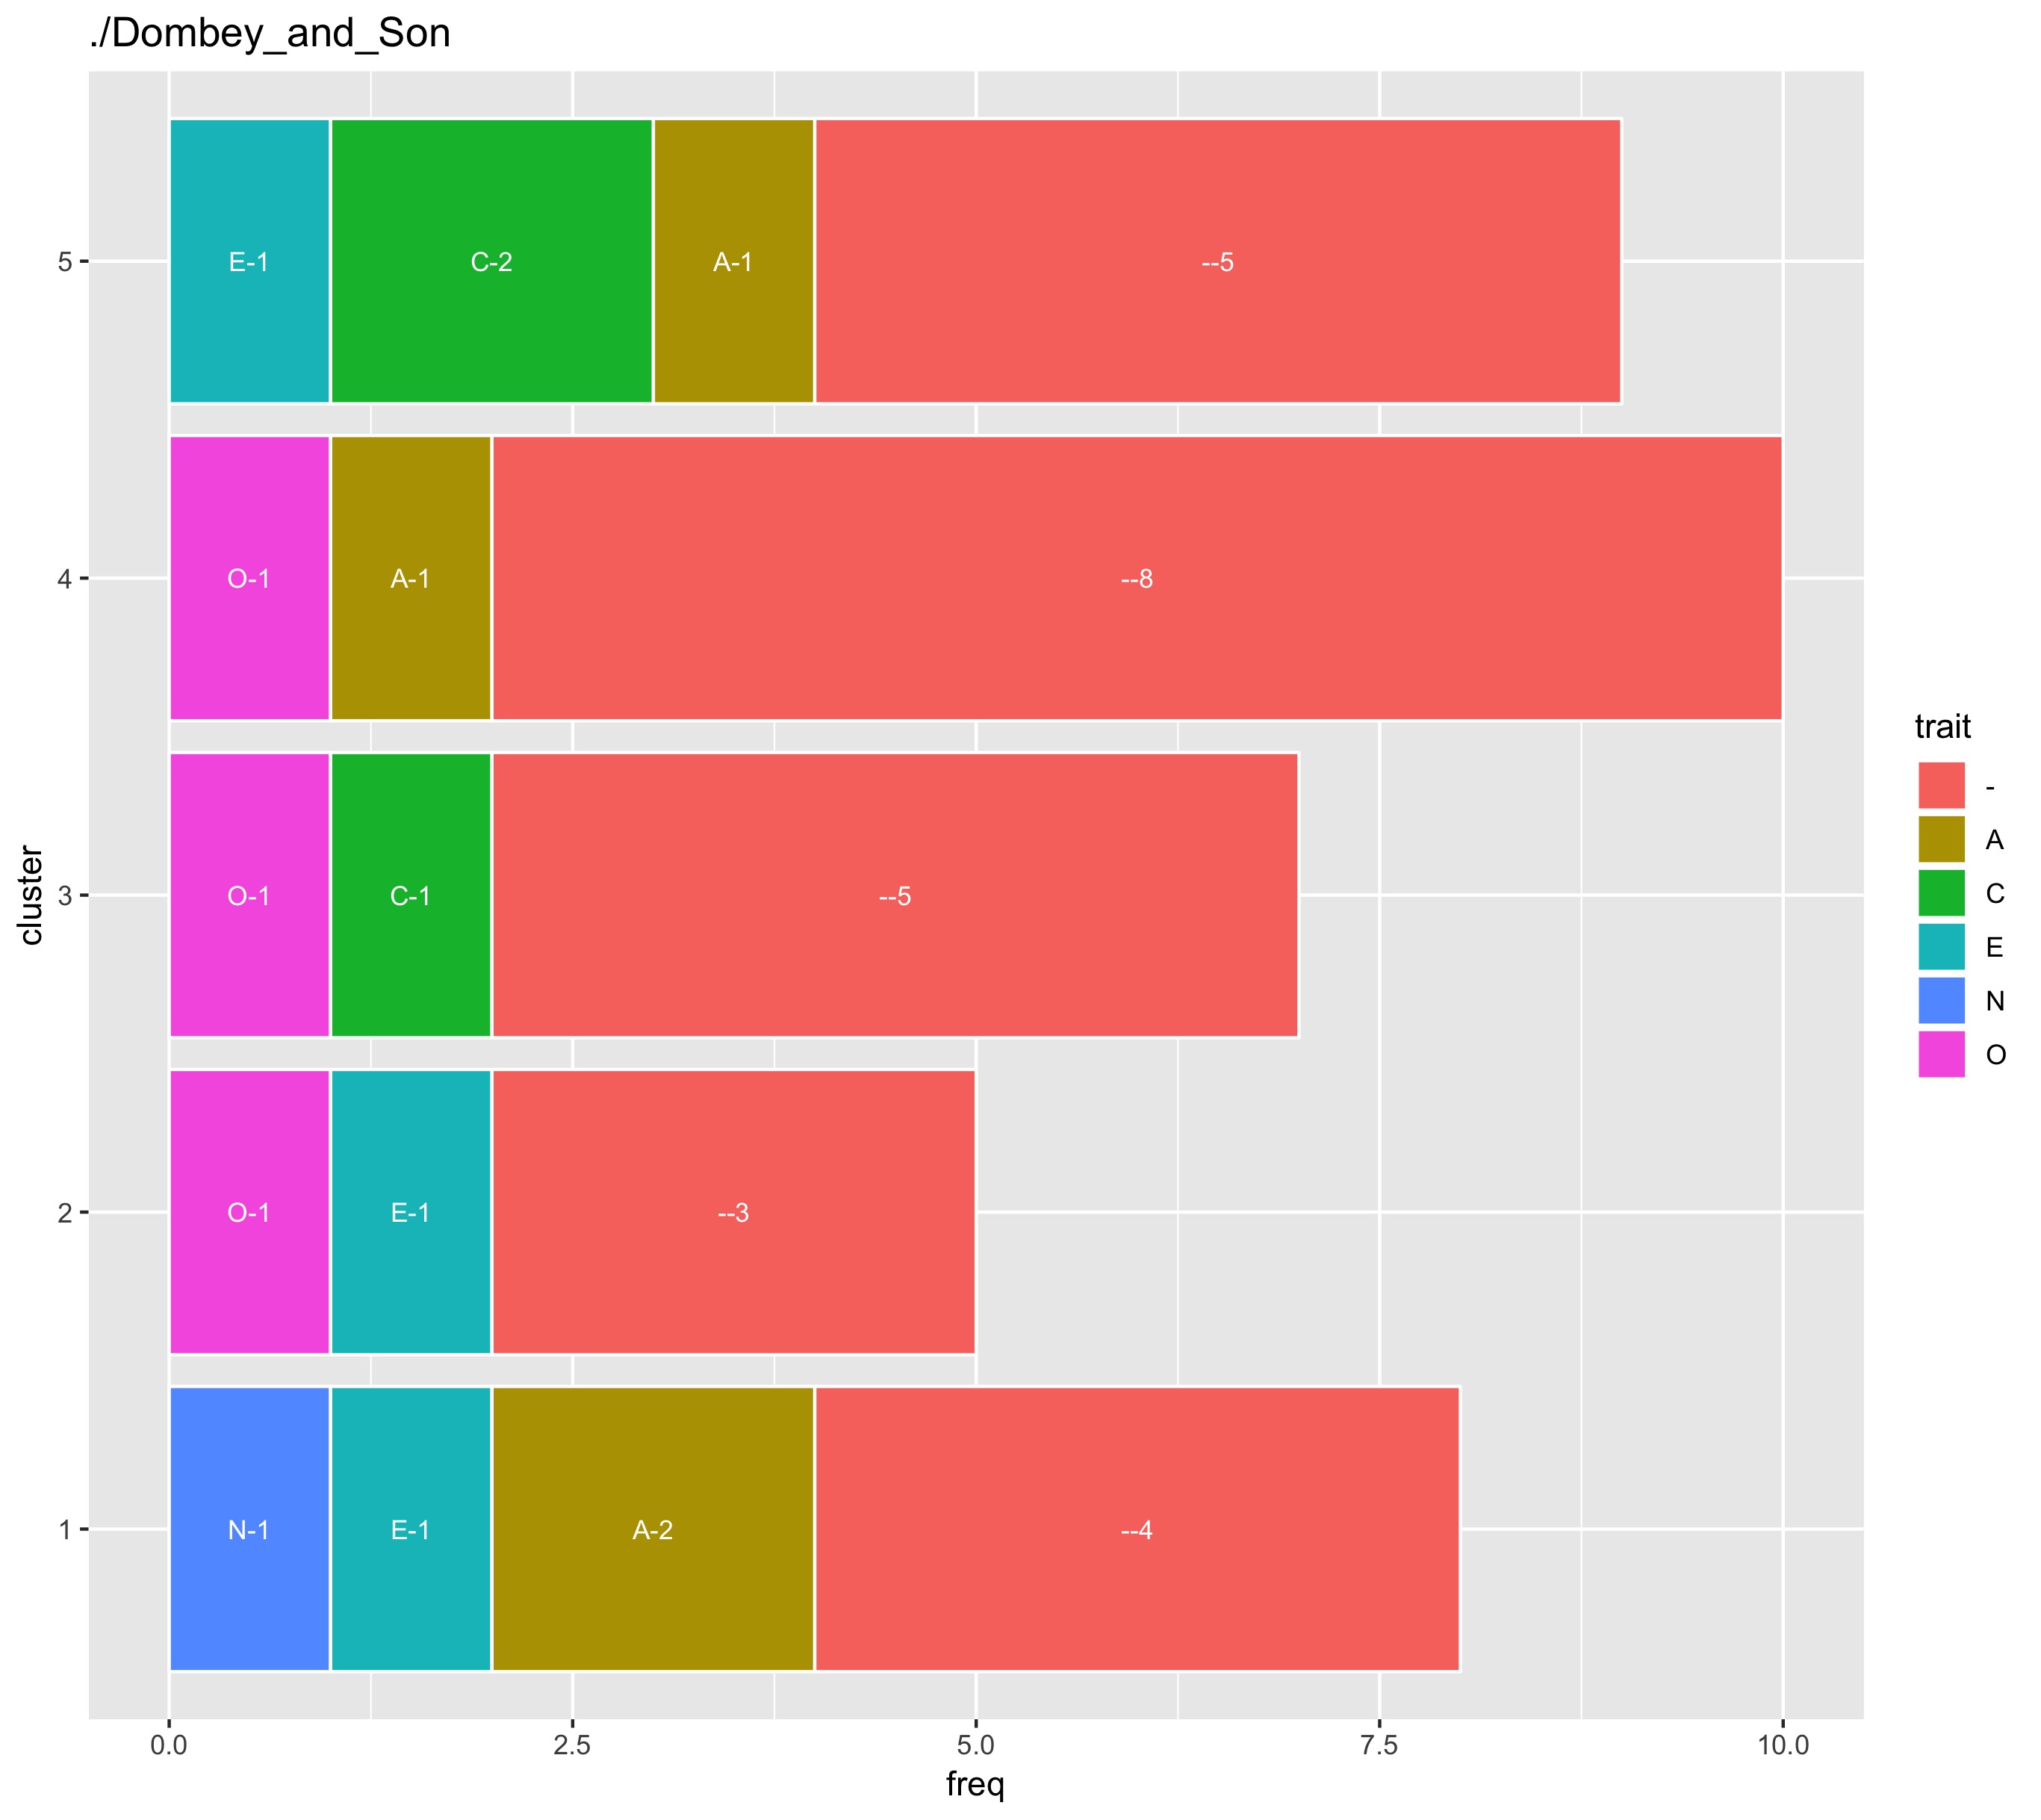 ./Dombey_and_Son
cluster
5
E-1 C-2 A-1 --5
4
O-1 A-1 --8
3
O-1 C-1 --5
2
O-1 E-1 --3
1
N-1 E-1 A-2 --4
0.0 2.5 5.0 7.5 10.0
freq
trait
-
A
C
E
N
O